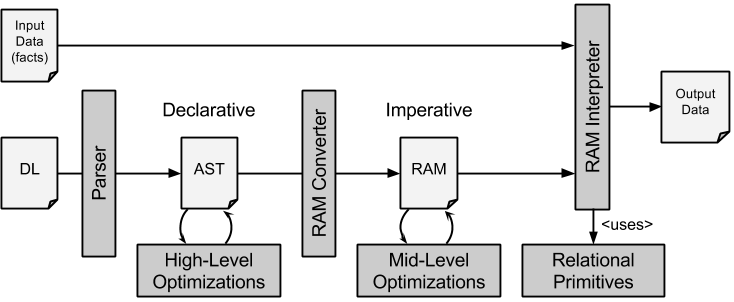 Input
Data
(facts)
Declarative
Imperative
RAM Interpreter
Output
Data
DL
Parser
AST
RAM Converter
RAM
<uses>
High-Level
Optimizations
Mid-Level
Optimizations
Relational
Primitives